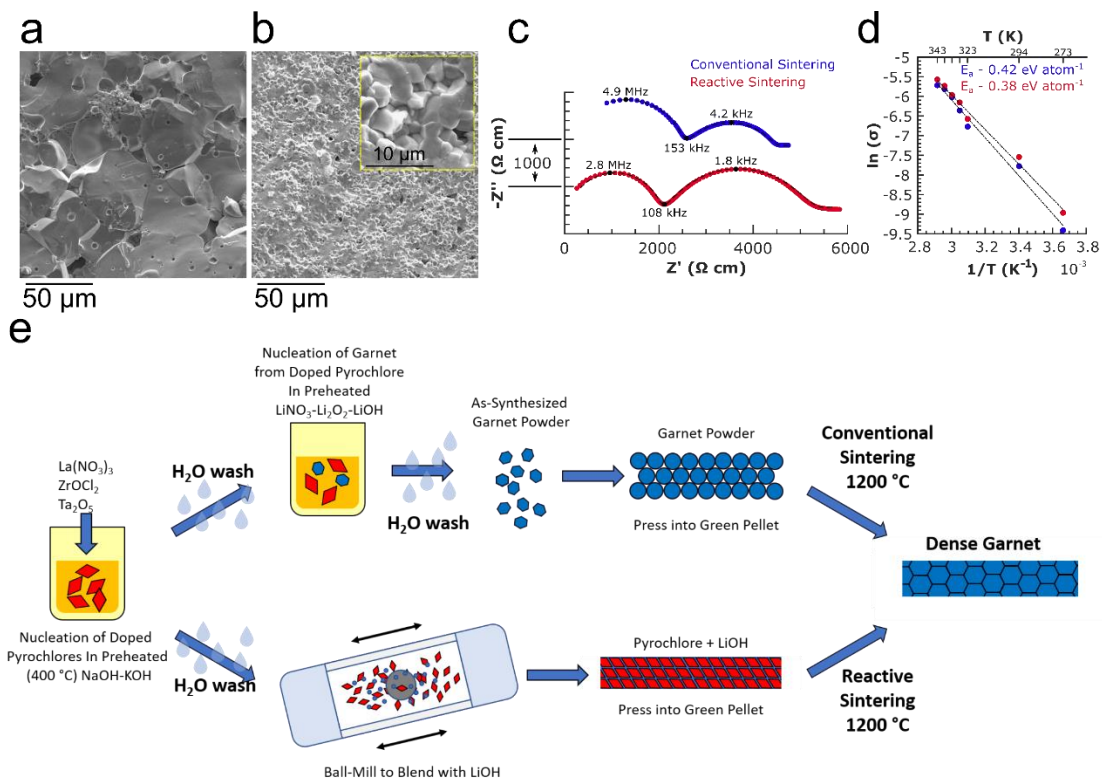 a
b
c
d
50 µm
50 µm
10 µm
Conventional Sintering
Reactive Sintering
4.9 MHz
4.2 kHz
153 kHz
1000
2.8 MHz
1.8 kHz
108 kHz
-Z'' (Ω cm)
0 2000 4000 6000
Z' (Ω cm)
T (K)
343 323 294 273
Eₐ - 0.42 eV atom⁻¹
Eₐ - 0.38 eV atom⁻¹
ln (σ)
-5
-5.5
-6
-6.5
-7
-7.5
-8
-8.5
-9
-9.5
2.8 3 3.2 3.4 3.6 3.8
1/T (K⁻¹) 10⁻³
e
La(NO₃)₃
ZrOCl₂
Ta₂O₅
Nucleation of Doped
Pyrochlores In Preheated
(400 °C) NaOH-KOH
H₂O wash
Nucleation of Garnet
from Doped Pyrochlore
In Preheated
LiNO₃-Li₂O₂-LiOH
H₂O wash
As-Synthesized
Garnet Powder
Garnet Powder
Press into Green Pellet
Conventional
Sintering
1200 °C
Dense Garnet
H₂O wash
Ball-Mill to Blend with LiOH
Pyrochlore + LiOH
Press into Green Pellet
Reactive
Sintering
1200 °C